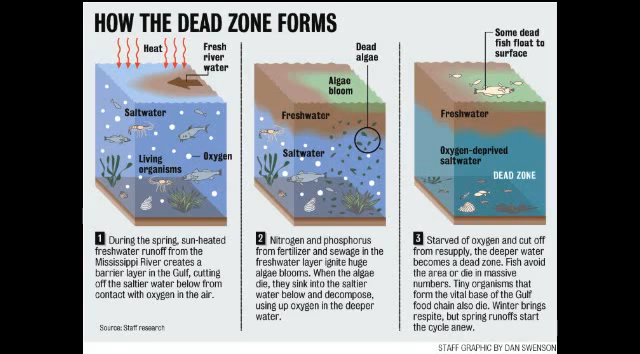 HOW THE DEAD ZONE FORMS
Heat
Fresh
river
water
Saltwater
Living
organisms
Oxygen
1 During the spring, sun-heated
freshwater runoff from the
Mississippi River creates a
barrier layer in the Gulf, cutting
off the saltier water below from
contact with oxygen in the air.
Source: Staff research
Dead
algae
Algae
bloom
Freshwater
Saltwater
2 Nitrogen and phosphorus
from fertilizer and sewage in the
freshwater layer ignite huge
algae blooms. When the algae
die, they sink into the saltier
water below and decompose,
using up oxygen in the deeper
water.
Some dead
fish float to
surface
Freshwater
Oxygen-deprived
saltwater
DEAD ZONE
3 Starved of oxygen and cut off
from resupply, the deeper water
becomes a dead zone. Fish avoid
the area or die in massive
numbers. Tiny organisms that
form the vital base of the Gulf
food chain also die. Winter brings
respite, but spring runoffs start
the cycle anew.
STAFF GRAPHIC BY DAN SWENSON